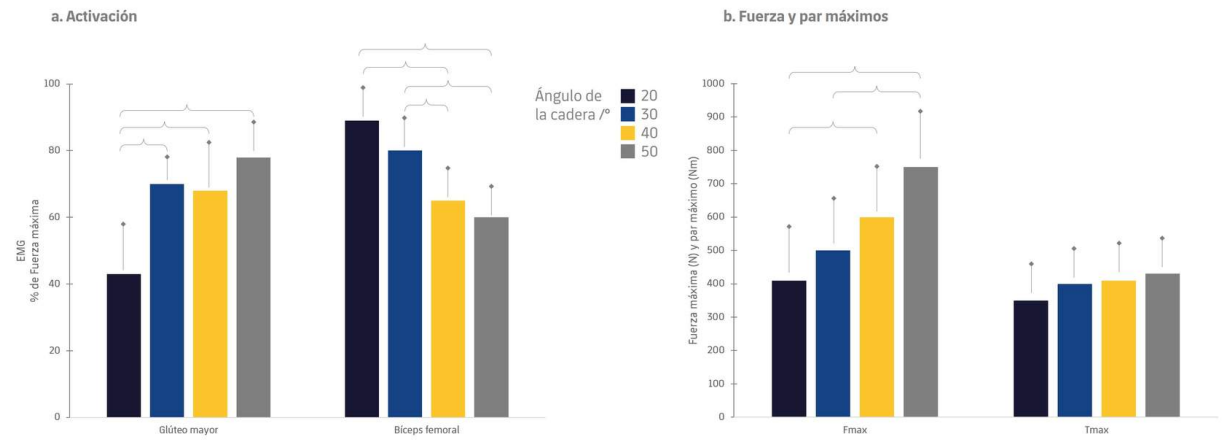 a. Activación
b. Fuerza y par máximos
EMG
% de Fuerza máxima
100
80
60
40
20
0
Glúteo mayor
Bíceps femoral
Ángulo de
la cadera /°
20
30
40
50
Fuerza máxima (N) y par máximo (Nm)
1000
900
800
700
600
500
400
300
200
100
0
Fmax
Tmax